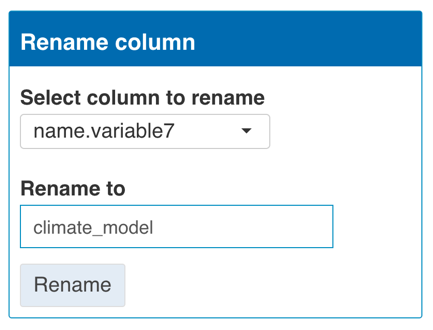 Rename column
Select column to rename
name.variable7
Rename to
climate_model
Rename